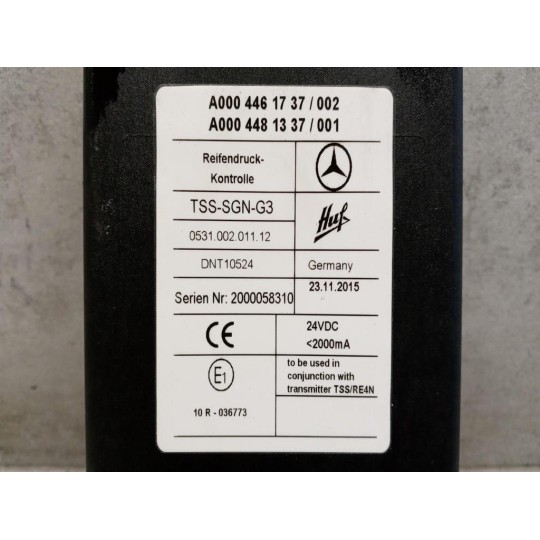 A000 446 17 37 / 002
A000 448 13 37 / 001
Reifendruck-
Kontrolle
TSS-SGN-G3
Huf
0531.002.011.12
DNT10524
Germany
Serien Nr: 2000058310
23.11.2015
CE
24VDC
<2000mA
E1
to be used in
conjunction with
transmitter TSS/RE4N
10 R - 036773